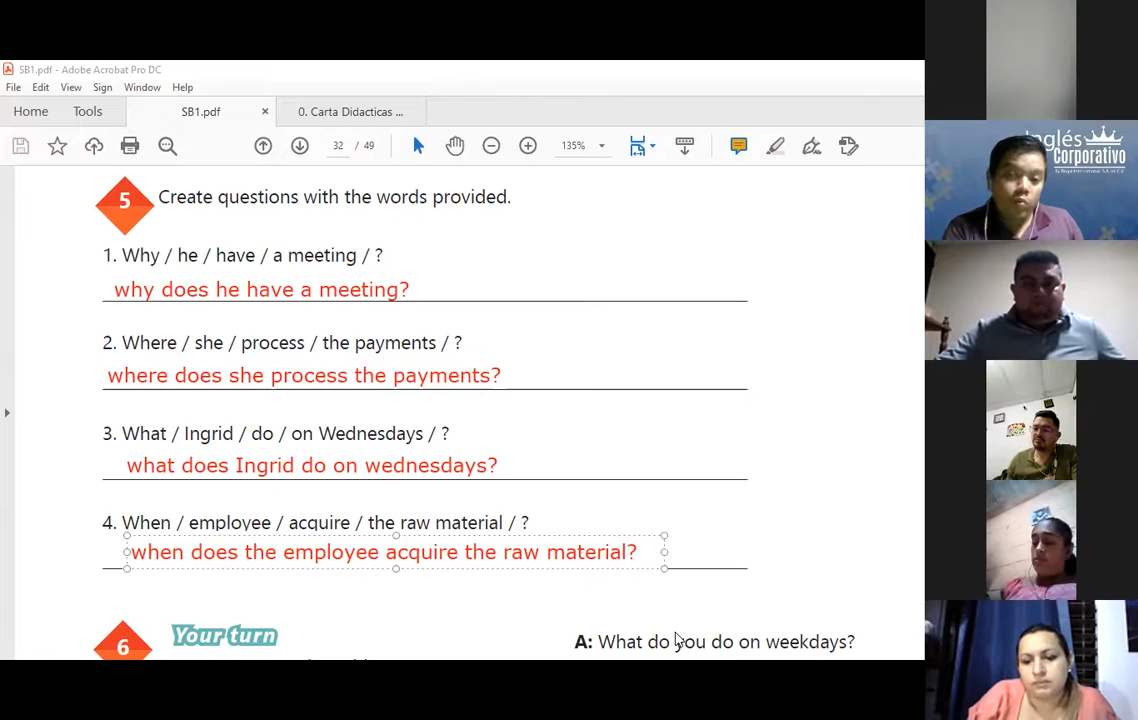 SB1.pdf - Adobe Acrobat Pro DC
File Edit View Sign Window Help
Home Tools SB1.pdf × 0. Carta Didacticas ...
32 / 49 135%
5 Create questions with the words provided.
1. Why / he / have / a meeting / ?
why does he have a meeting?
2. Where / she / process / the payments / ?
where does she process the payments?
3. What / Ingrid / do / on Wednesdays / ?
what does Ingrid do on wednesdays?
4. When / employee / acquire / the raw material / ?
when does the employee acquire the raw material?
6 Your turn
A: What do you do on weekdays?
Inglés
Corporativo